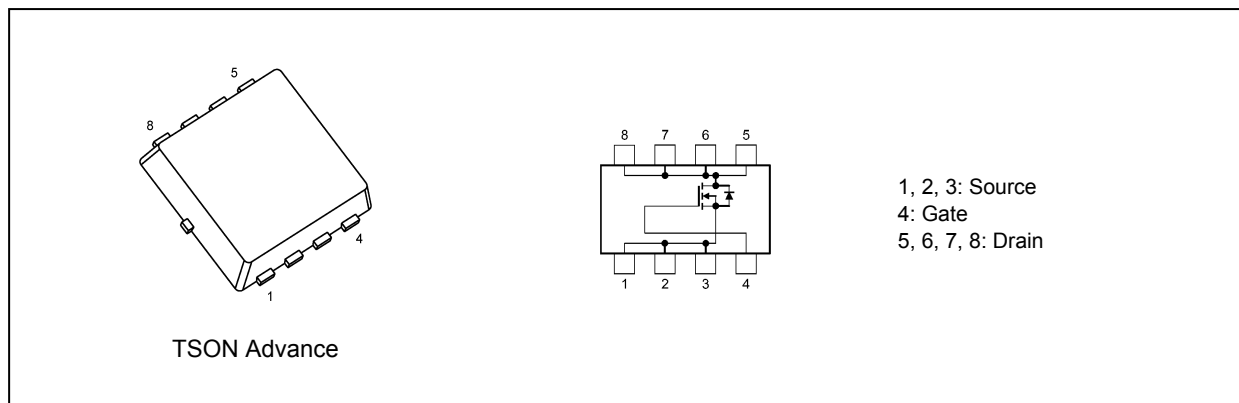 5
8
4
1
TSON Advance
8 7 6 5
1 2 3 4
1, 2, 3: Source
4: Gate
5, 6, 7, 8: Drain